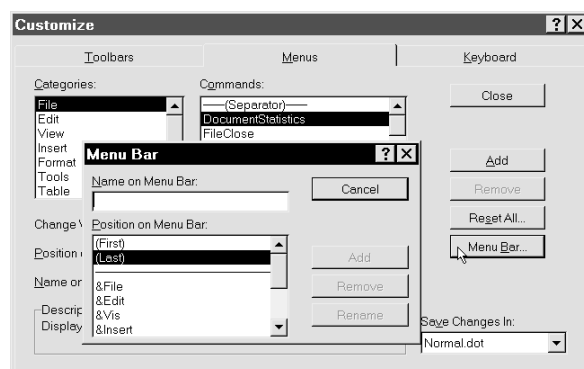 Customize
Toolbars Menus Keyboard
Categories: Commands:
File
Edit
View
Insert
Format
Tools
Table
——(Separator)——
DocumentStatistics
FileClose
Close
Add
Remove
Reset All...
Menu Bar...
Change
Position
Name or
Descrip
Display
Save Changes In:
Normal.dot
Menu Bar
Name on Menu Bar:
Position on Menu Bar:
(First)
(Last)
&File
&Edit
&Vis
&Insert
Cancel
Add
Remove
Rename